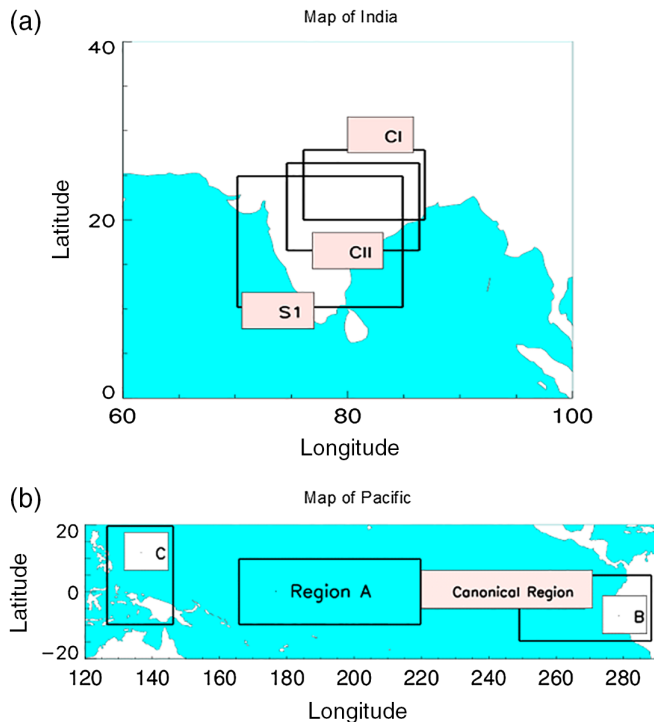 (a)
Map of India
40
CI
20
CII
S1
0
60
80
100
Latitude
Longitude
(b)
Map of Pacific
20
C
0
Region A
Canonical Region
B
−20
120
140
160
180
200
220
240
260
280
Latitude
Longitude